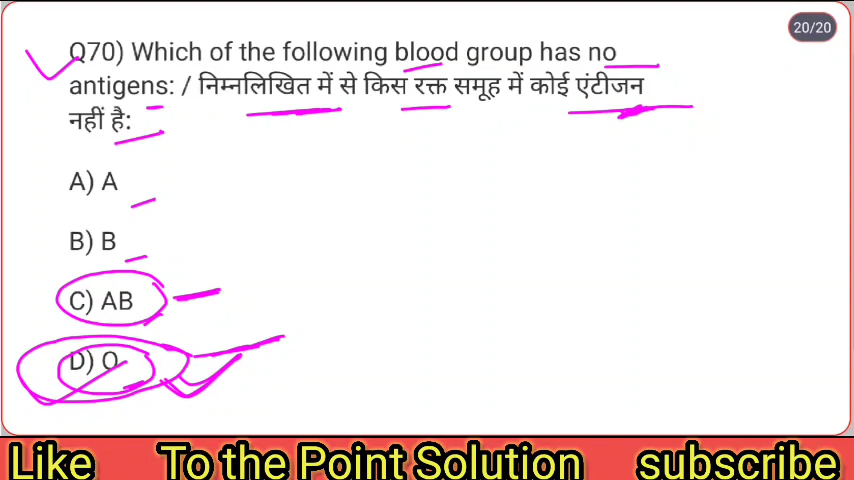 20/20
Q70) Which of the following blood group has no
antigens: / निम्नलिखित में से किस रक्त समूह में कोई एंटीजन
नहीं है:
A) A
B) B
C) AB
D) O
Like To the Point Solution subscribe